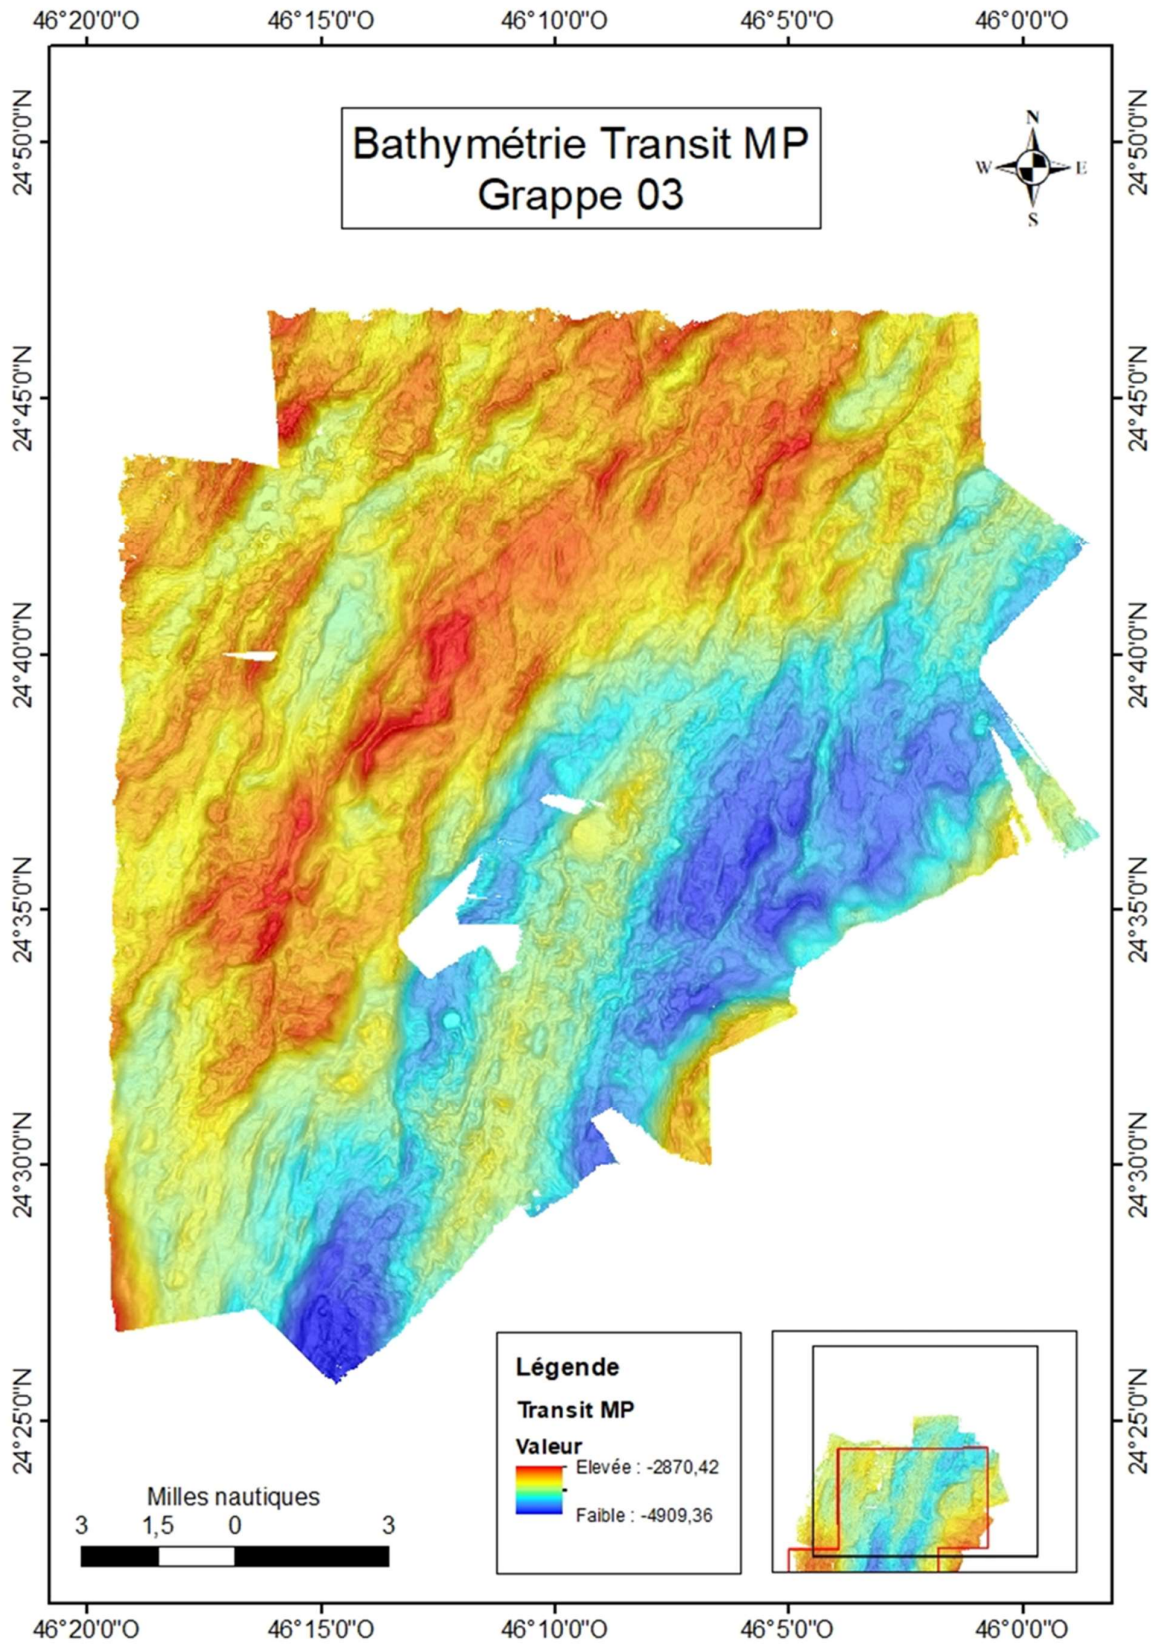 46°20'0"O 46°15'0"O 46°10'0"O 46°5'0"O 46°0'0"O
Bathymétrie Transit MP
Grappe 03
N
W E
S
24°50'0"N 24°50'0"N
24°45'0"N 24°45'0"N
24°40'0"N 24°40'0"N
24°35'0"N 24°35'0"N
24°30'0"N 24°30'0"N
24°25'0"N 24°25'0"N
Légende
Transit MP
Valeur
Elevée : -2870,42
Faible : -4909,36
Milles nautiques
3 1,5 0 3
46°20'0"O 46°15'0"O 46°10'0"O 46°5'0"O 46°0'0"O